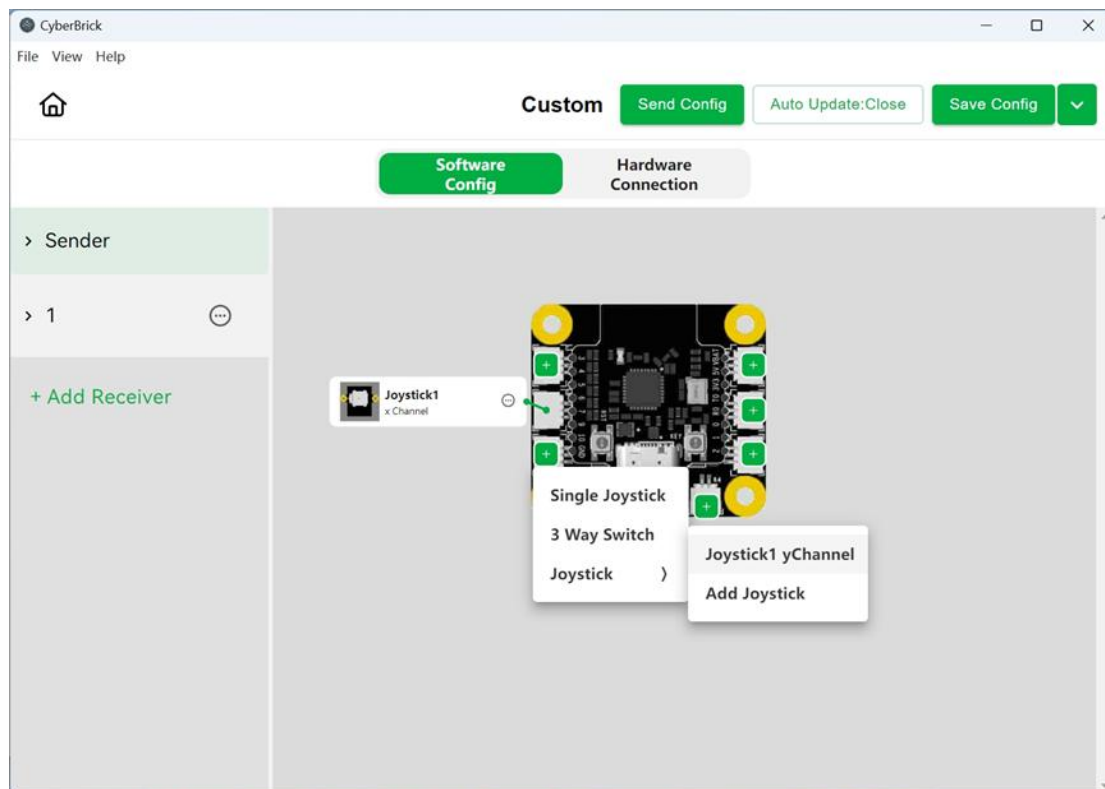 CyberBrick
File View Help
Custom
Send Config
Auto Update:Close
Save Config
Software
Config
Hardware
Connection
Sender
1
+ Add Receiver
Joystick1
x Channel
Single Joystick
3 Way Switch
Joystick
Joystick1 yChannel
Add Joystick